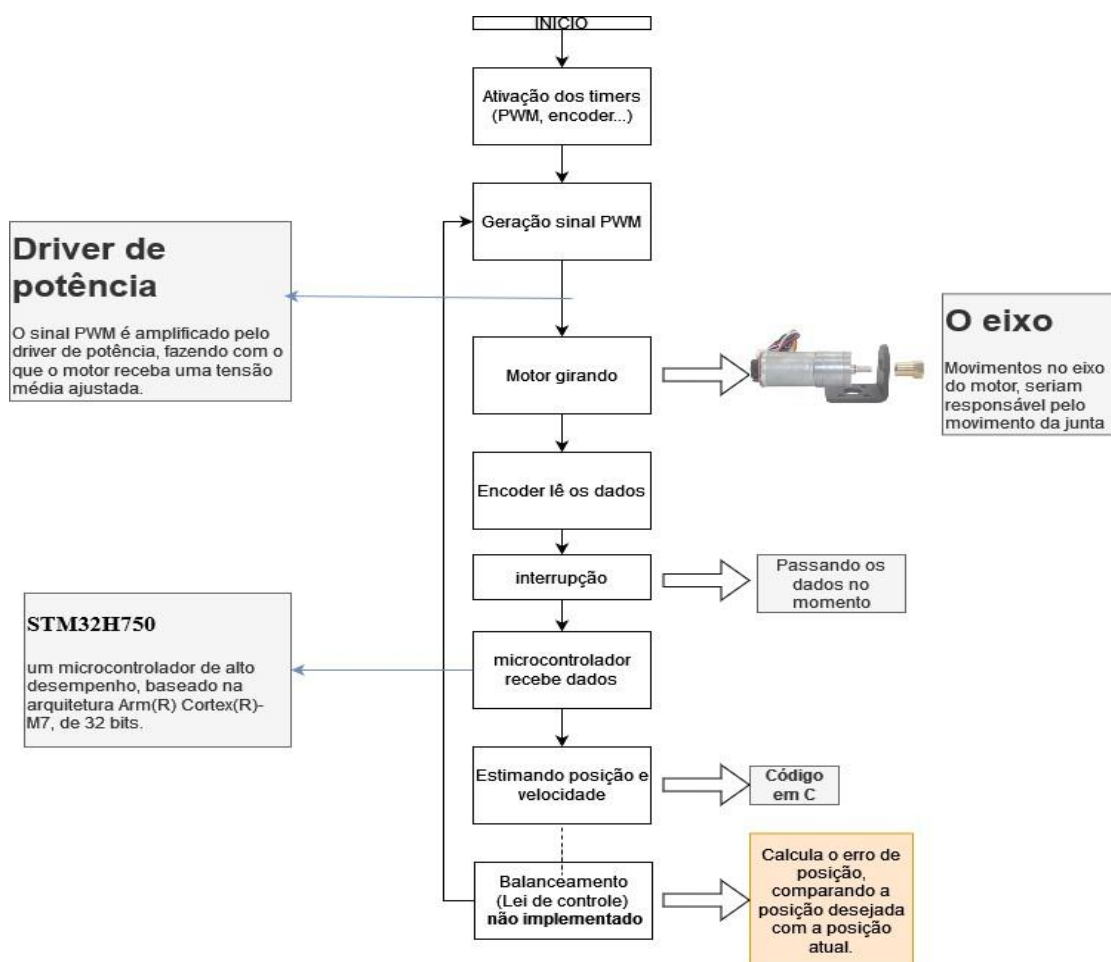 INÍCIO
Ativação dos timers
(PWM, encoder...)
Geração sinal PWM
Driver de
potência
O sinal PWM é amplificado pelo
driver de potência, fazendo com o
que o motor receba uma tensão
média ajustada.
Motor girando
O eixo
Movimentos no eixo
do motor, seriam
responsável pelo
movimento da junta
Encoder lê os dados
interrupção
Passando os
dados no
momento
STM32H750
um microcontrolador de alto
desempenho, baseado na
arquitetura Arm(R) Cortex(R)-
M7, de 32 bits.
microcontrolador
recebe dados
Estimando posição e
velocidade
Código
em C
Balanceamento
(Lei de controle)
não implementado
Calcula o erro de
posição,
comparando a
posição desejada
com a posição
atual.